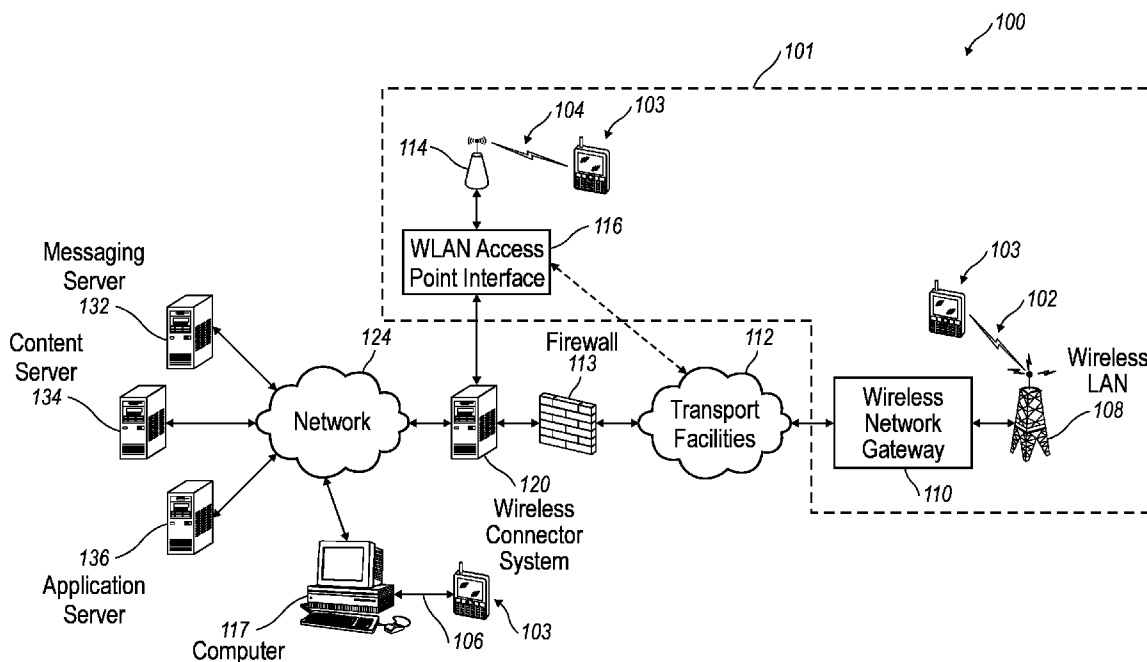 100
101
104
103
114
116
WLAN Access
Point Interface
103
102
Messaging
Server
132
Content
Server
134
124
Network
Firewall
113
112
Transport
Facilities
Wireless
Network
Gateway
110
Wireless
LAN
108
120
Wireless
Connector
System
136
Application
Server
117
Computer
106
103